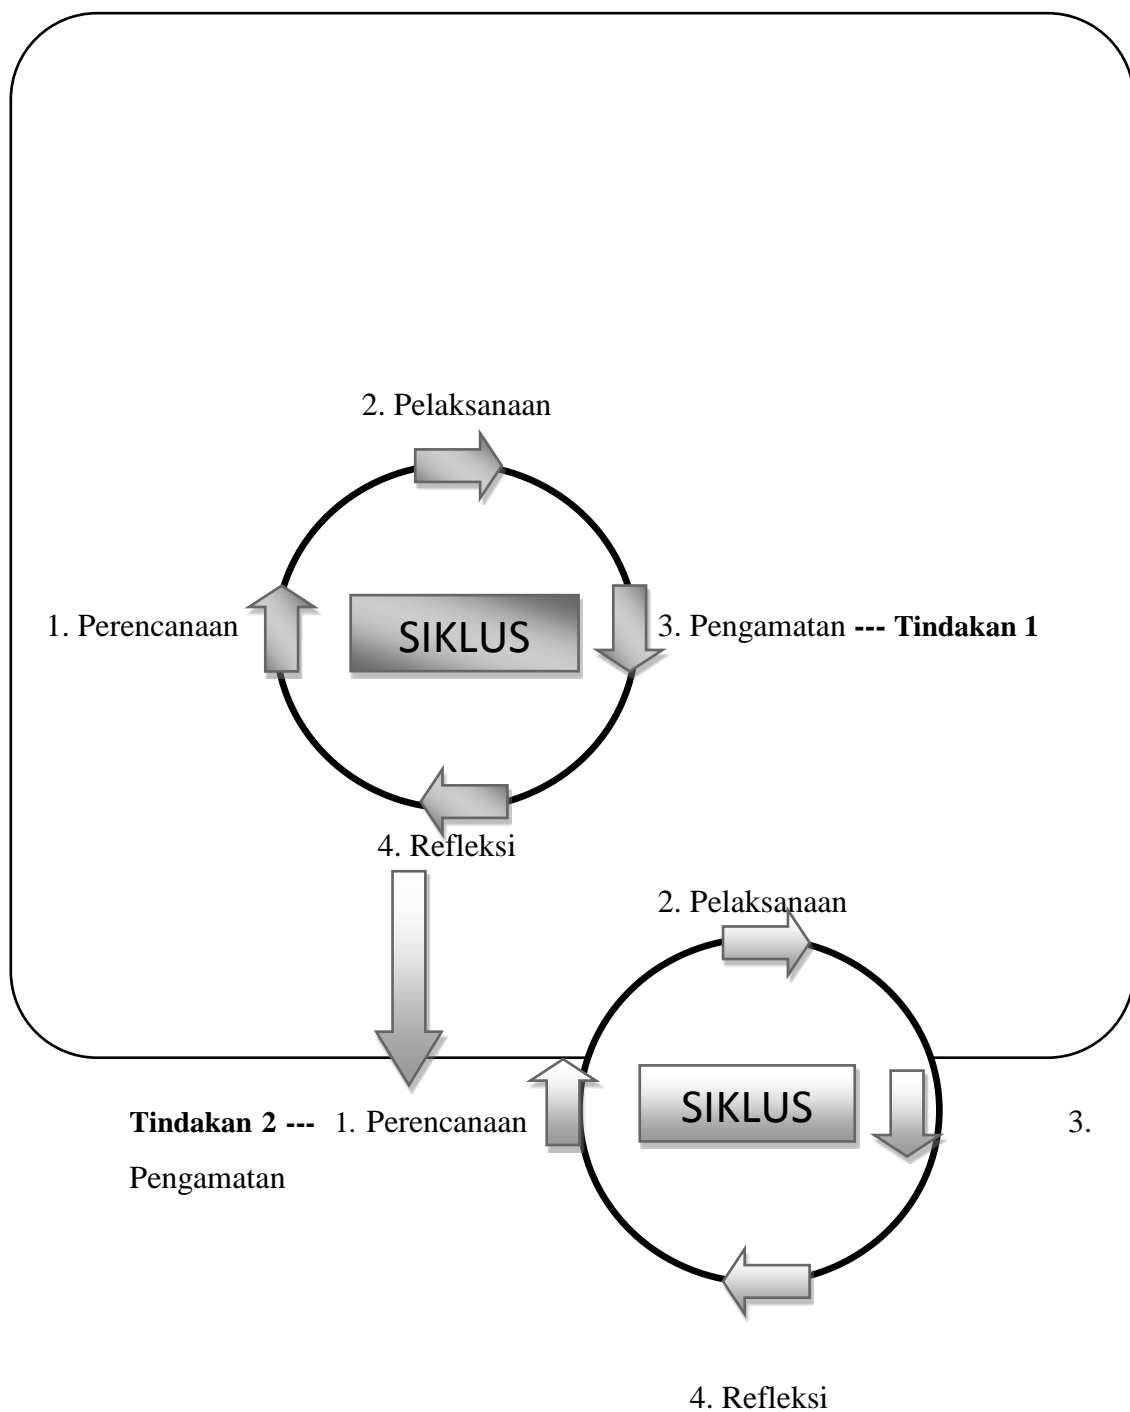 2. Pelaksanaan
1. Perencanaan
SIKLUS
3. Pengamatan --- Tindakan 1
4. Refleksi
2. Pelaksanaan
Tindakan 2 --- 1. Perencanaan
SIKLUS
3.
Pengamatan
4. Refleksi